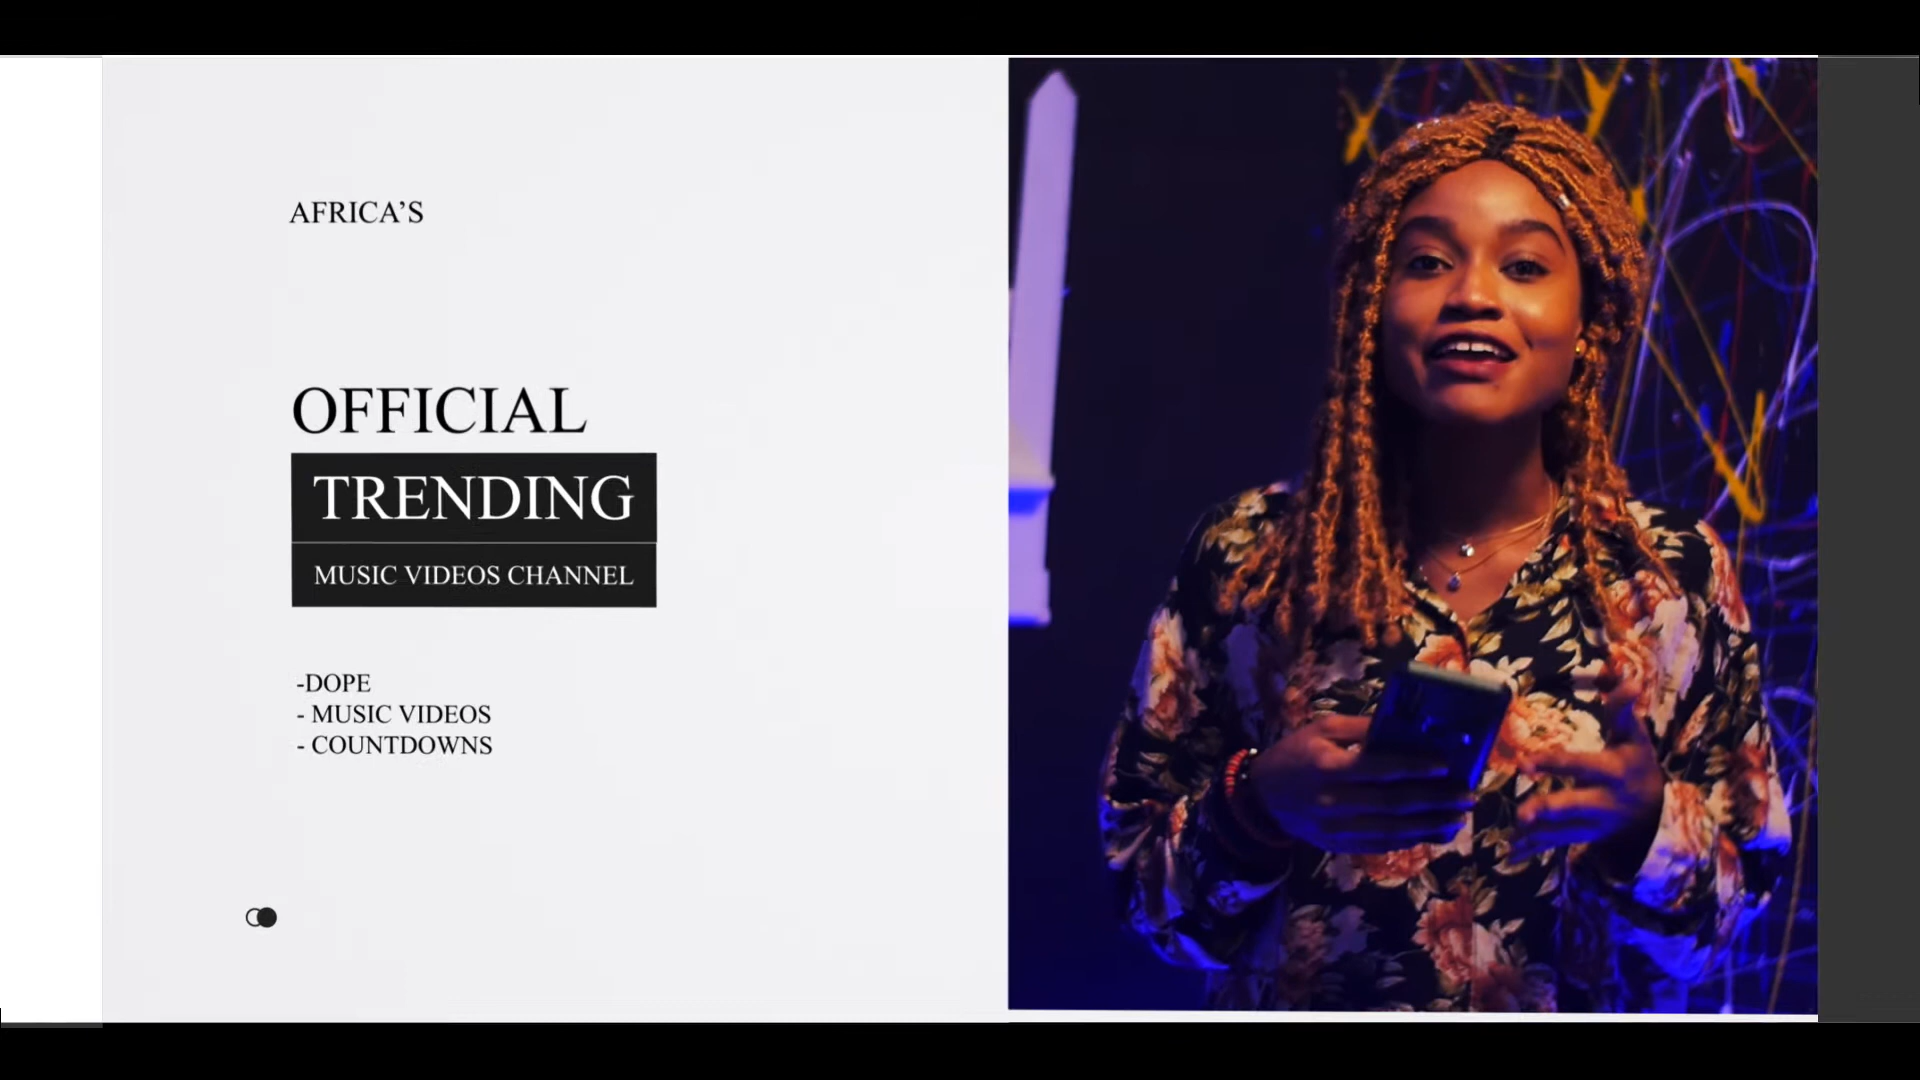 AFRICA’S
OFFICIAL
TRENDING
MUSIC VIDEOS CHANNEL
-DOPE
- MUSIC VIDEOS
- COUNTDOWNS